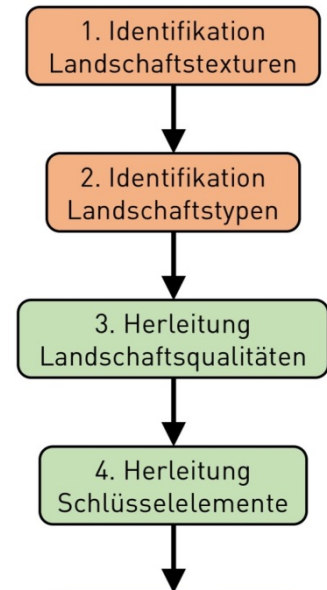 1. Identifikation
Landschaftstexturen
2. Identifikation
Landschaftstypen
3. Herleitung
Landschaftsqualitäten
4. Herleitung
Schlüsselelemente